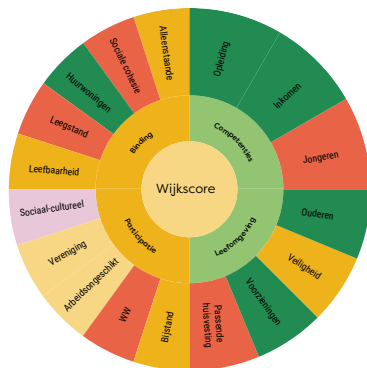 Wijkscore
Competenties
Leefomgeving
Participatie
Binding
Opleiding
Inkomen
Jongeren
Ouderen
Veiligheid
Voorzieningen
Passende
huisvesting
Bijstand
WW
Arbeidsongeschikt
Vereniging
Sociaal-cultureel
Leefbaarheid
Leegstand
Huurwoningen
Sociale cohesie
Alleenstaande